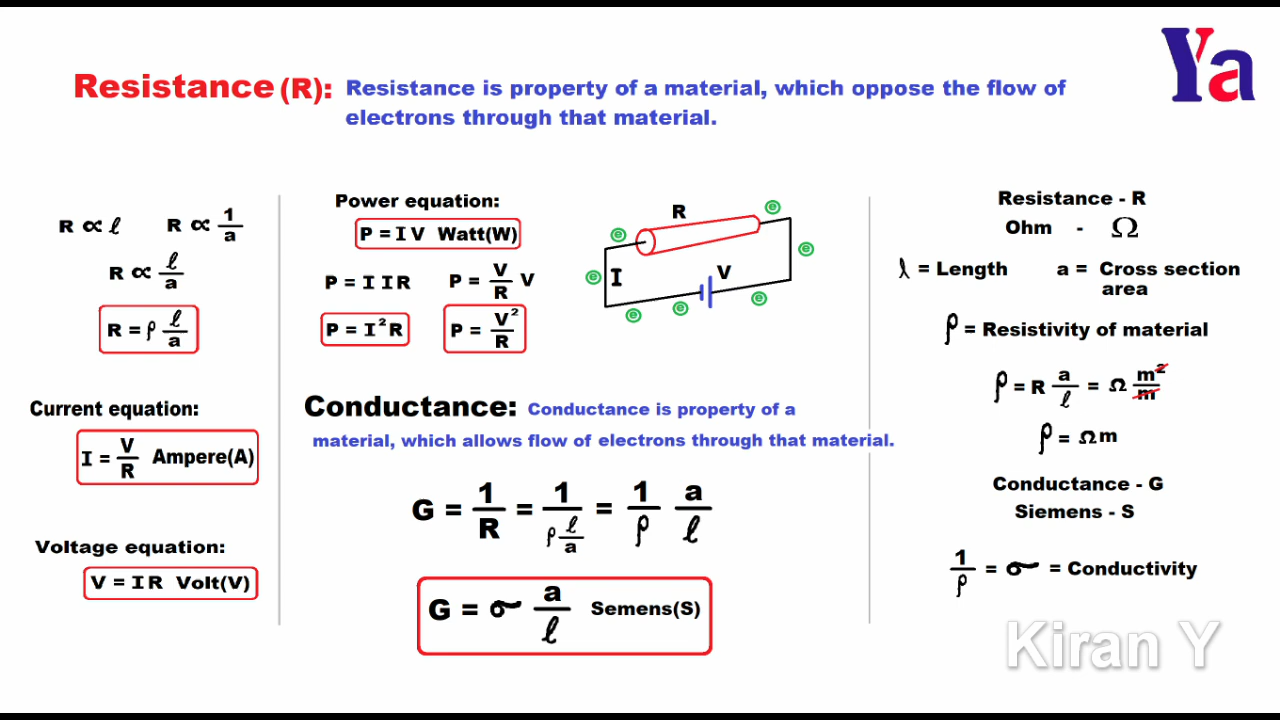 Ya
Resistance (R): Resistance is property of a material, which oppose the flow of
electrons through that material.
R ∝ ℓ R ∝ 1/a
R ∝ ℓ/a
R = ρ ℓ/a
Current equation:
I = V/R Ampere(A)
Voltage equation:
V = I R Volt(V)
Power equation:
P = I V Watt(W)
P = I I R P = V/R V
P = I²R P = V²/R
R
e
e
e
e
I
V
e
e
e
Conductance: Conductance is property of a
material, which allows flow of electrons through that material.
G = 1/R = 1/(ρ ℓ/a) = 1/ρ a/ℓ
G = σ a/ℓ Semens(S)
Resistance - R
Ohm - Ω
ℓ = Length a = Cross section
area
ρ = Resistivity of material
ρ = R a/ℓ = Ω m²/m
ρ = Ωm
Conductance - G
Siemens - S
1/ρ = σ = Conductivity
Kiran Y